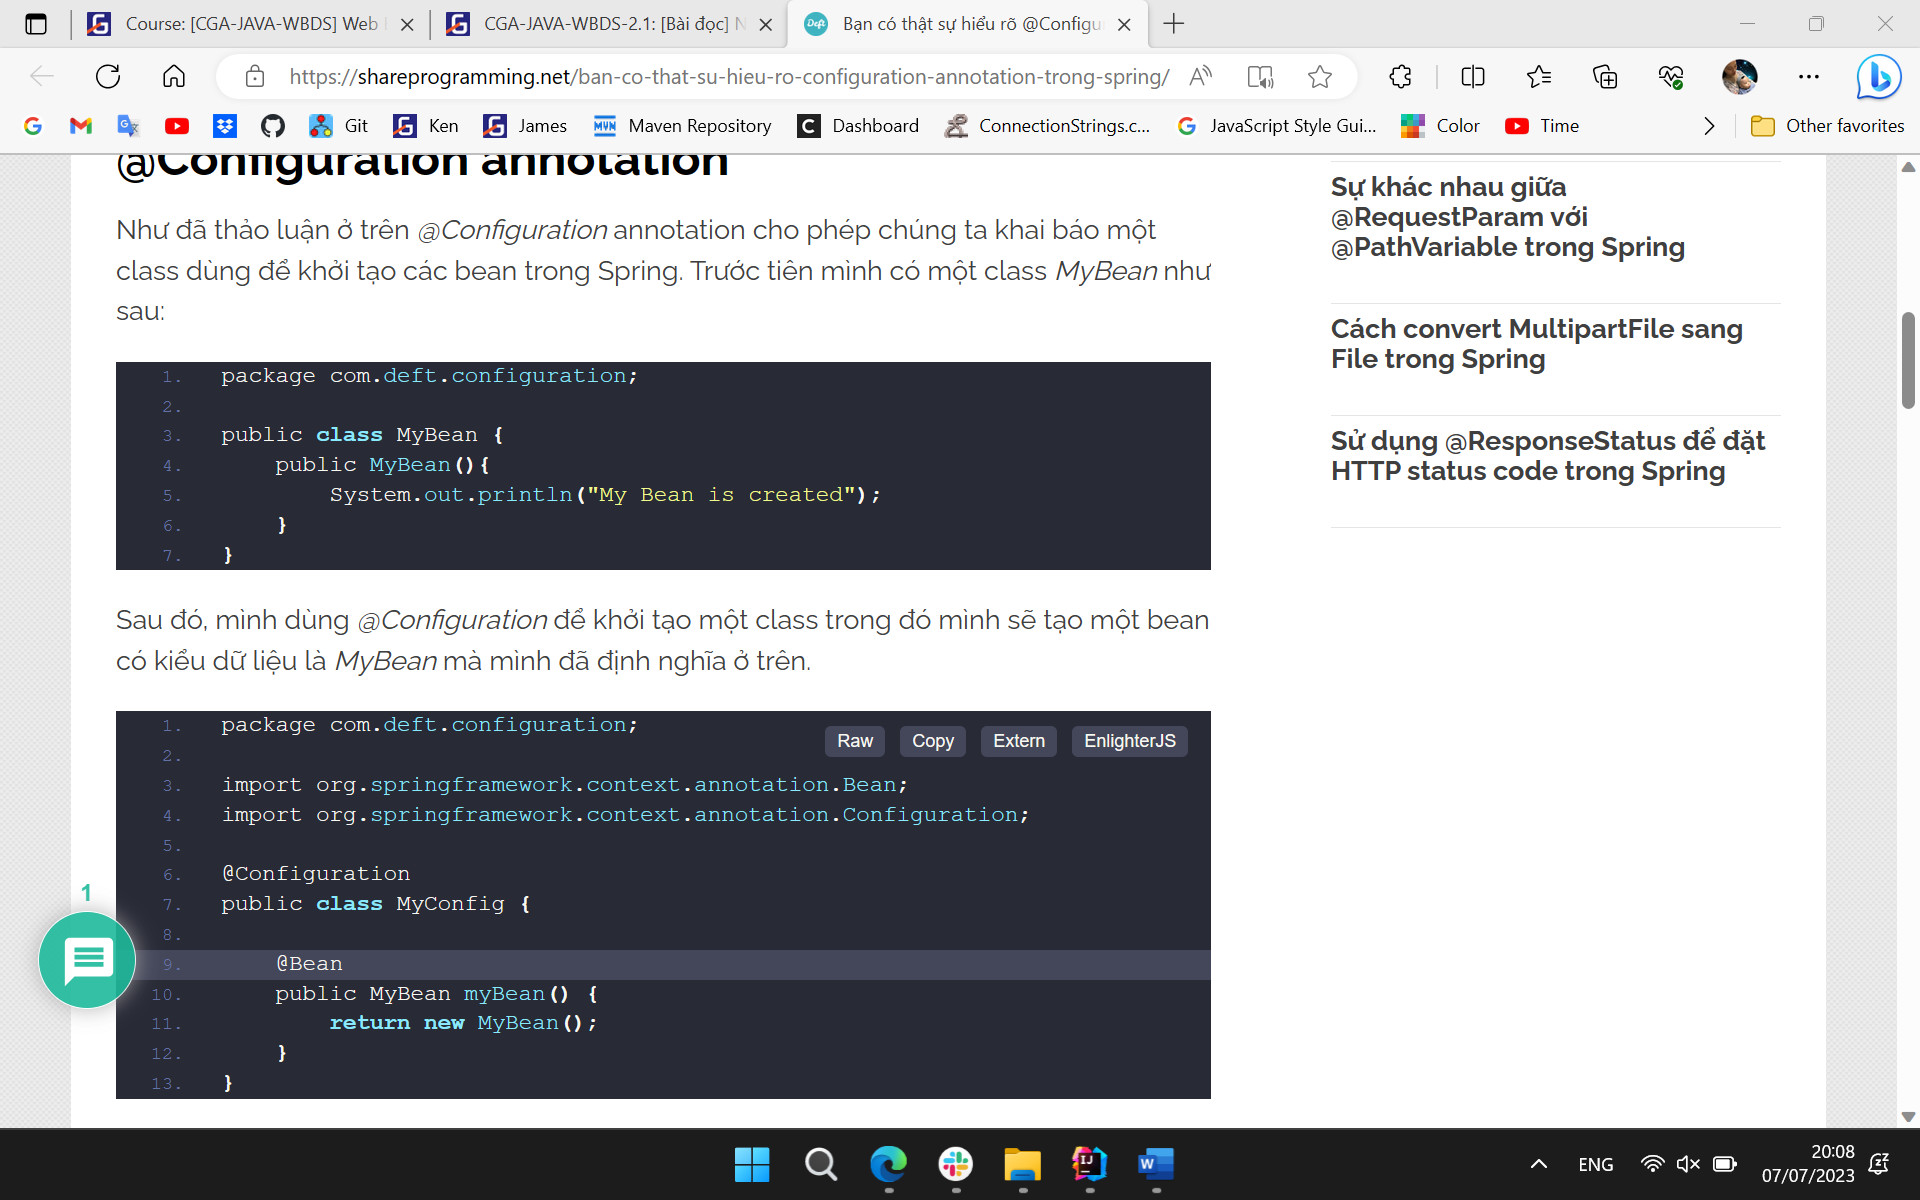 Course: [CGA-JAVA-WBDS] Web
CGA-JAVA-WBDS-2.1: [Bài đọc] N
Deft
Bạn có thật sự hiểu rõ @Configu
https://shareprogramming.net/ban-co-that-su-hieu-ro-configuration-annotation-trong-spring/
Git
Ken
James
MVN
Maven Repository
Dashboard
ConnectionStrings.c...
JavaScript Style Gui...
Color
Time
Other favorites
@Configuration annotation
Như đã thảo luận ở trên @Configuration annotation cho phép chúng ta khai báo một
class dùng để khởi tạo các bean trong Spring. Trước tiên mình có một class MyBean như
sau:
1. package com.deft.configuration;
2.
3. public class MyBean {
4. public MyBean(){
5. System.out.println("My Bean is created");
6. }
7. }
Sau đó, mình dùng @Configuration để khởi tạo một class trong đó mình sẽ tạo một bean
có kiểu dữ liệu là MyBean mà mình đã định nghĩa ở trên.
Raw Copy Extern EnlighterJS
1. package com.deft.configuration;
2.
3. import org.springframework.context.annotation.Bean;
4. import org.springframework.context.annotation.Configuration;
5.
6. @Configuration
7. public class MyConfig {
8.
9. @Bean
10. public MyBean myBean() {
11. return new MyBean();
12. }
13. }
1
Sự khác nhau giữa
@RequestParam với
@PathVariable trong Spring
Cách convert MultipartFile sang
File trong Spring
Sử dụng @ResponseStatus để đặt
HTTP status code trong Spring
ENG
20:08
07/07/2023